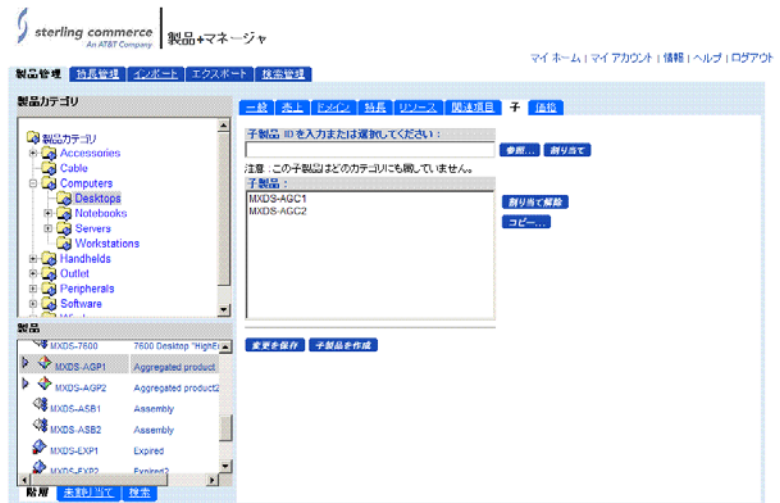 sterling commerce
An AT&T Company
製品+マネージャ
マイ ホーム | マイ アカウント | 情報 | ヘルプ | ログアウト
製品管理 特長管理 インポート エクスポート 検索管理
製品カテゴリ
製品カテゴリ
Accessories
Cable
Computers
Desktops
Notebooks
Servers
Workstations
Handhelds
Outlet
Peripherals
Software
製品
MXDS-7600 7600 Desktop "HighE
MXDS-AGP1 Aggregated product
MXDS-AGP2 Aggregated product2
MXDS-ASB1 Assembly
MXDS-ASB2 Assembly
MXDS-EXP1 Expired
MXDS-EXP2 Expired2
階層 未割り当て 検索
一般 売上 ドメイン 特長 リソース 関連項目 子 価格
子製品 ID を入力または選択してください :
参照... 割り当て
注意 : この子製品はどのカテゴリにも属していません。
子製品 :
MXDS-AGC1
MXDS-AGC2
割り当て解除
コピー...
変更を保存 子製品を作成